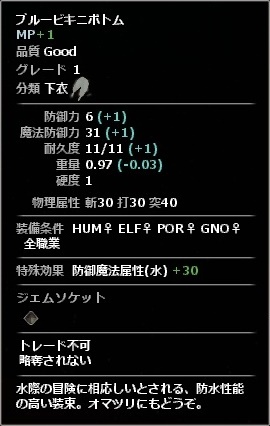 ブルービキニボトム
MP+1
品質 Good
グレード 1
分類 下衣
防御力 6 (+1)
魔法防御力 31 (+1)
耐久度 11/11 (+1)
重量 0.97 (-0.03)
硬度 1
物理属性 斬30 打30 突40
装備条件 HUM♀ ELF♀ POR♀ GNO♀
全職業
特殊効果 防御魔法属性(水) +30
ジェムソケット
トレード不可
略奪されない
水際の冒険に相応しいとされる、防水性能
の高い装束。オマツリにもどうぞ。